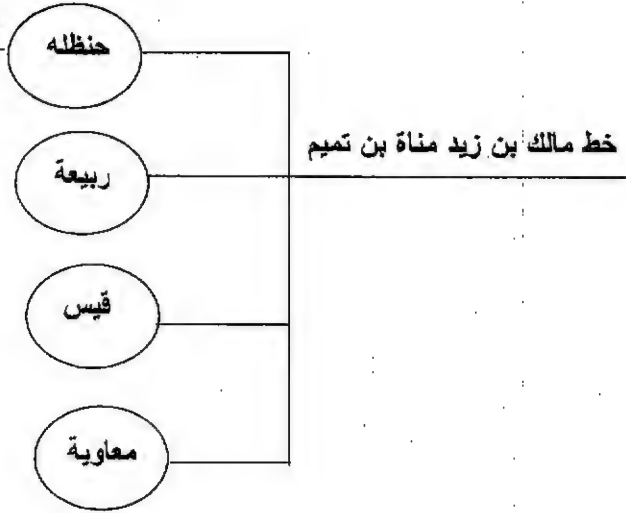 خط مالك بن زيد مناة بن تميم
حنظله
ربيعة
قيس
معاوية